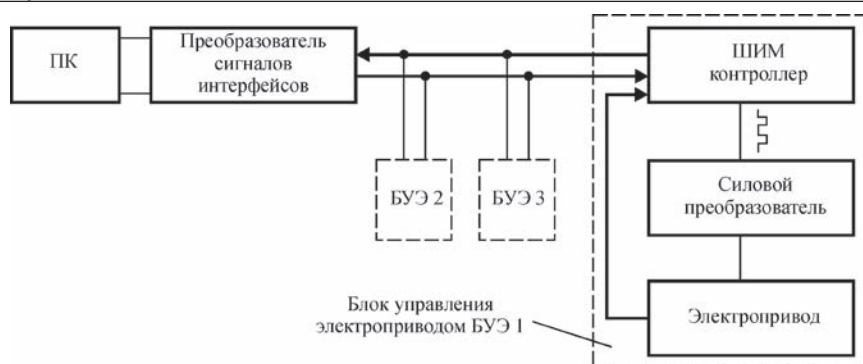 ПК
Преобразователь
сигналов
интерфейсов
ШИМ
контроллер
БУЭ 2
БУЭ 3
Силовой
преобразователь
Блок управления
электроприводом БУЭ 1
Электропривод